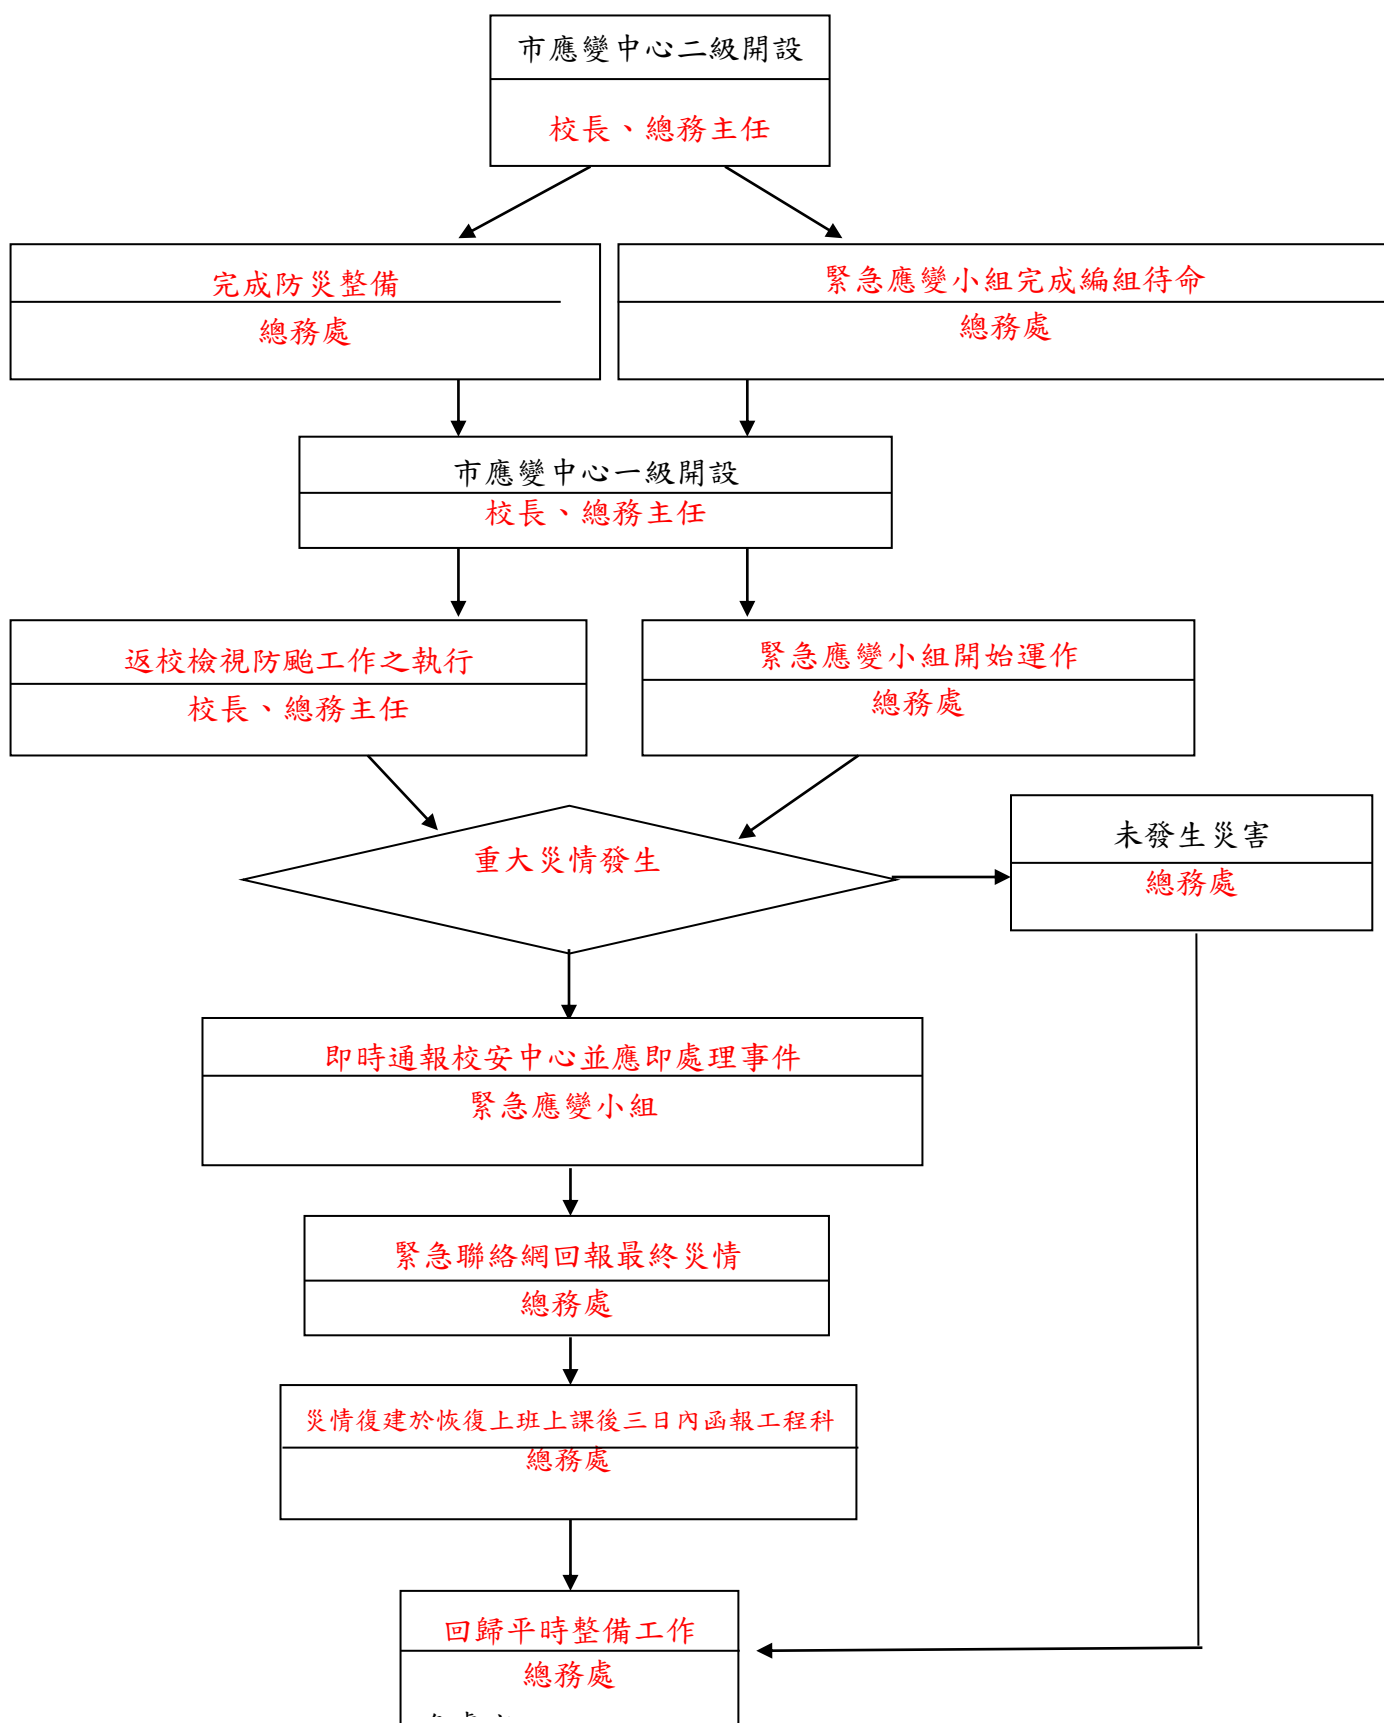 市應變中心二級開設
校長、總務主任
完成防災整備
總務處
緊急應變小組完成編組待命
總務處
市應變中心一級開設
校長、總務主任
返校檢視防颱工作之執行
校長、總務主任
緊急應變小組開始運作
總務處
重大災情發生
未發生災害
總務處
即時通報校安中心並應即處理事件
緊急應變小組
緊急聯絡網回報最終災情
總務處
災情復建於恢復上班上課後三日內函報工程科
總務處
回歸平時整備工作
總務處